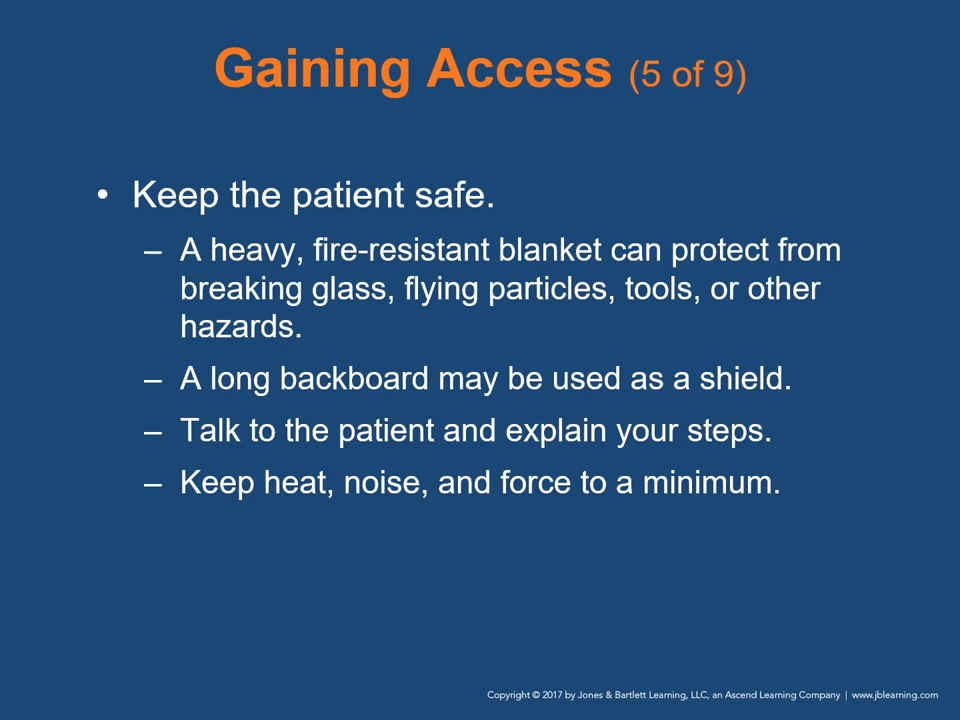 Gaining Access (5 of 9)
• Keep the patient safe.
– A heavy, fire-resistant blanket can protect from
breaking glass, flying particles, tools, or other
hazards.
– A long backboard may be used as a shield.
– Talk to the patient and explain your steps.
– Keep heat, noise, and force to a minimum.
Copyright © 2017 by Jones & Bartlett Learning, LLC, an Ascend Learning Company | www.jblearning.com